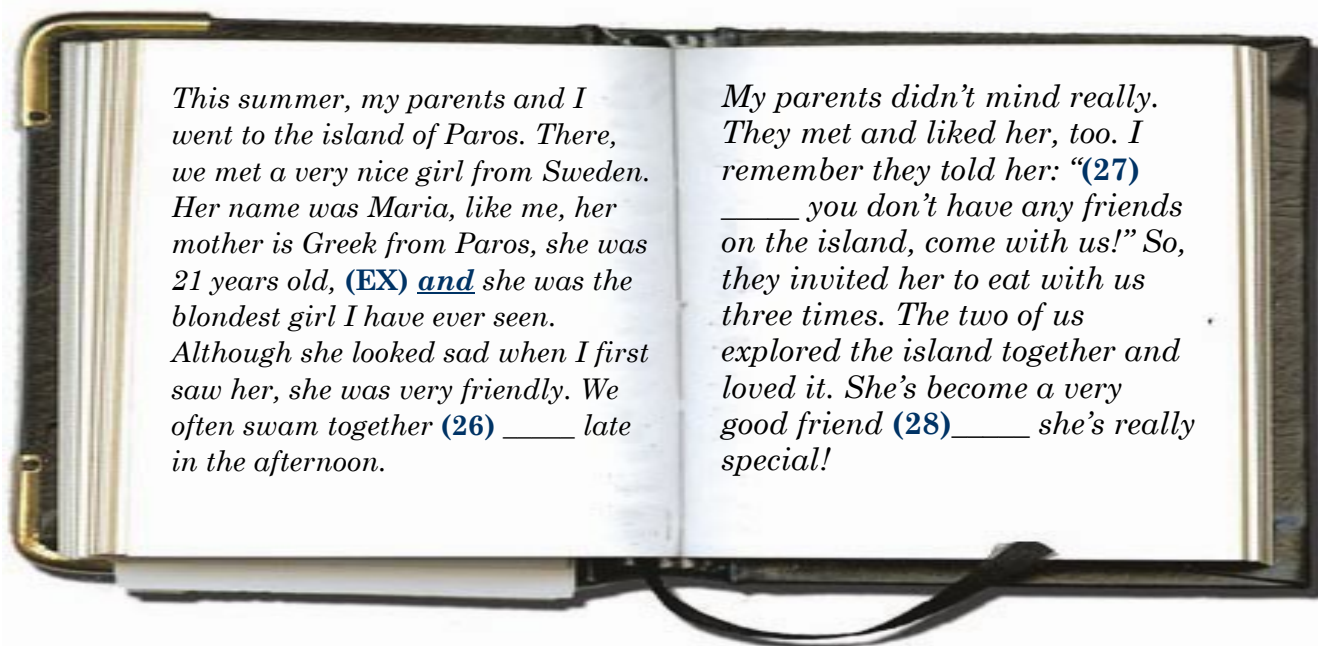 This summer, my parents and I
went to the island of Paros. There,
we met a very nice girl from Sweden.
Her name was Maria, like me, her
mother is Greek from Paros, she was
21 years old, (EX) and she was the
blondest girl I have ever seen.
Although she looked sad when I first
saw her, she was very friendly. We
often swam together (26) _____ late
in the afternoon.
My parents didn’t mind really.
They met and liked her, too. I
remember they told her: “(27)
_____ you don’t have any friends
on the island, come with us!” So,
they invited her to eat with us
three times. The two of us
explored the island together and
loved it. She’s become a very
good friend (28)_____ she’s really
special!